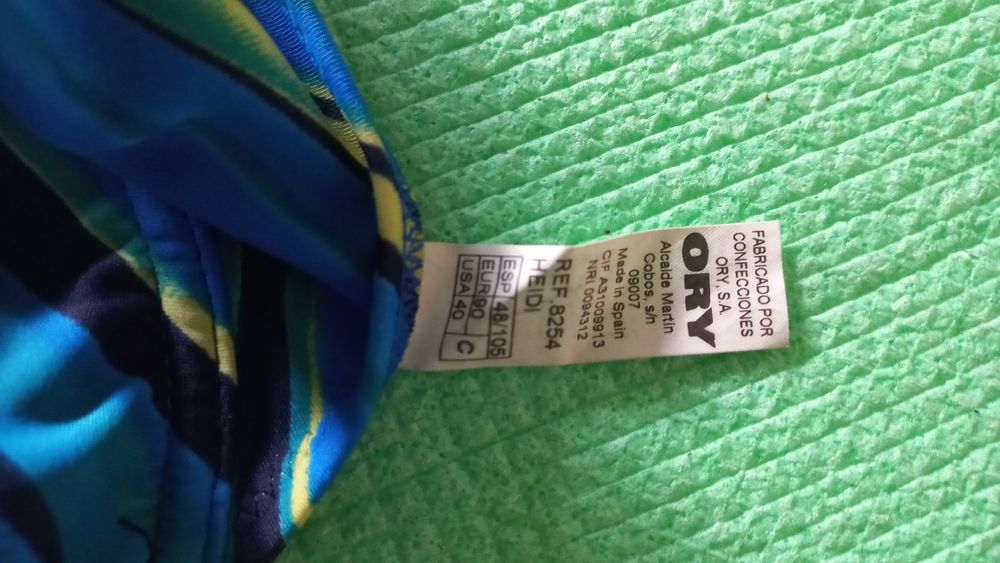 FABRICADO POR
CONFECCIONES
ORY, S.A.
ORY
Alcalde Martín
Cobos, s/n
09007
Made in Spain
CIF A31009913
NRI 0094312
REF. 8254
HEIDI
ESP 48/105
EUR 90 C
USA 40